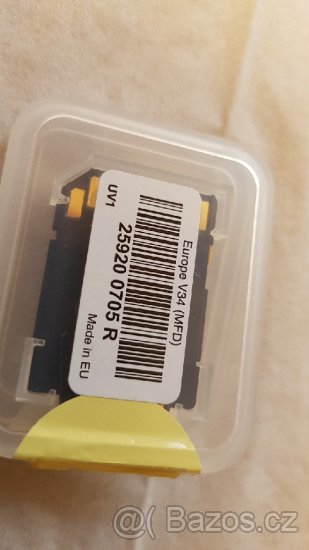 Europe V34 (MFD)
25920 0705 R
UV1
Made in EU
@ Bazos.cz